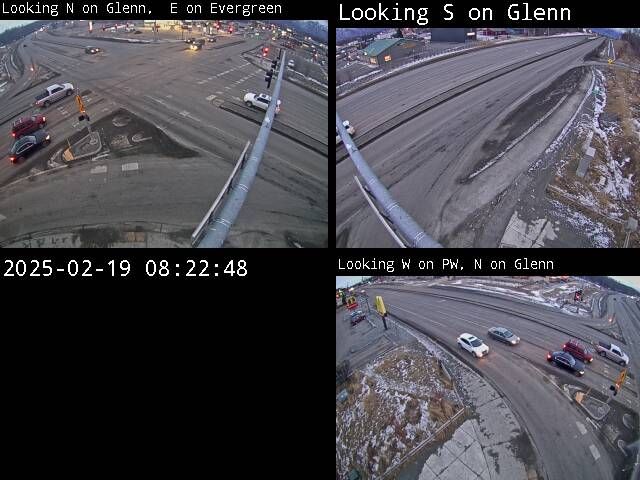 Looking N on Glenn,  E on Evergreen
Looking S on Glenn
2025-02-19 08:22:48
Looking W on PW, N on Glenn